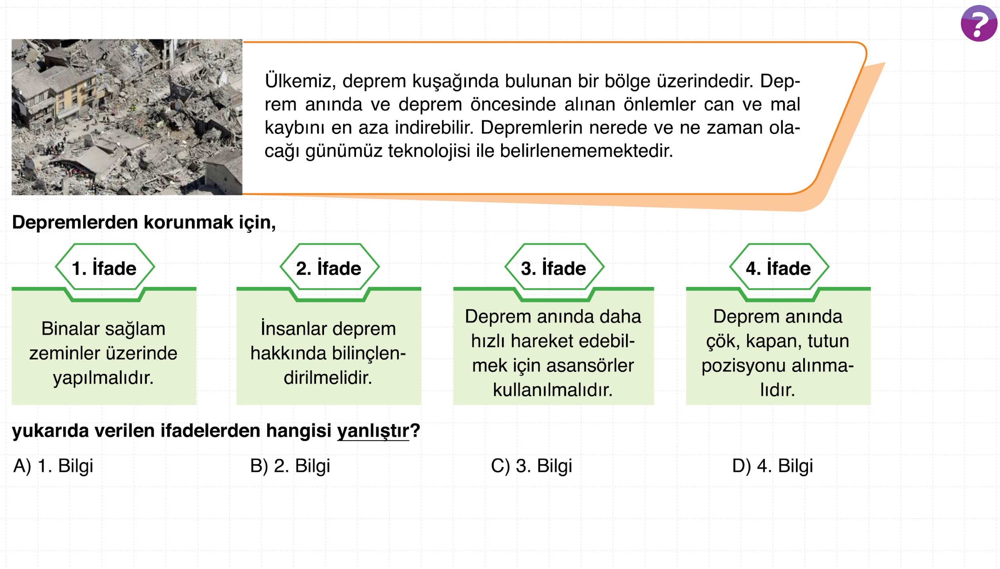 ?
Ülkemiz, deprem kuşağında bulunan bir bölge üzerindedir. Dep-
rem anında ve deprem öncesinde alınan önlemler can ve mal
kaybını en aza indirebilir. Depremlerin nerede ve ne zaman ola-
cağı günümüz teknolojisi ile belirlenememektedir.
Depremlerden korunmak için,
1. İfade
Binalar sağlam
zeminler üzerinde
yapılmalıdır.
2. İfade
İnsanlar deprem
hakkında bilinçlen-
dirilmelidir.
3. İfade
Deprem anında daha
hızlı hareket edebil-
mek için asansörler
kullanılmalıdır.
4. İfade
Deprem anında
çök, kapan, tutun
pozisyonu alınma-
lıdır.
yukarıda verilen ifadelerden hangisi yanlıştır?
A) 1. Bilgi
B) 2. Bilgi
C) 3. Bilgi
D) 4. Bilgi